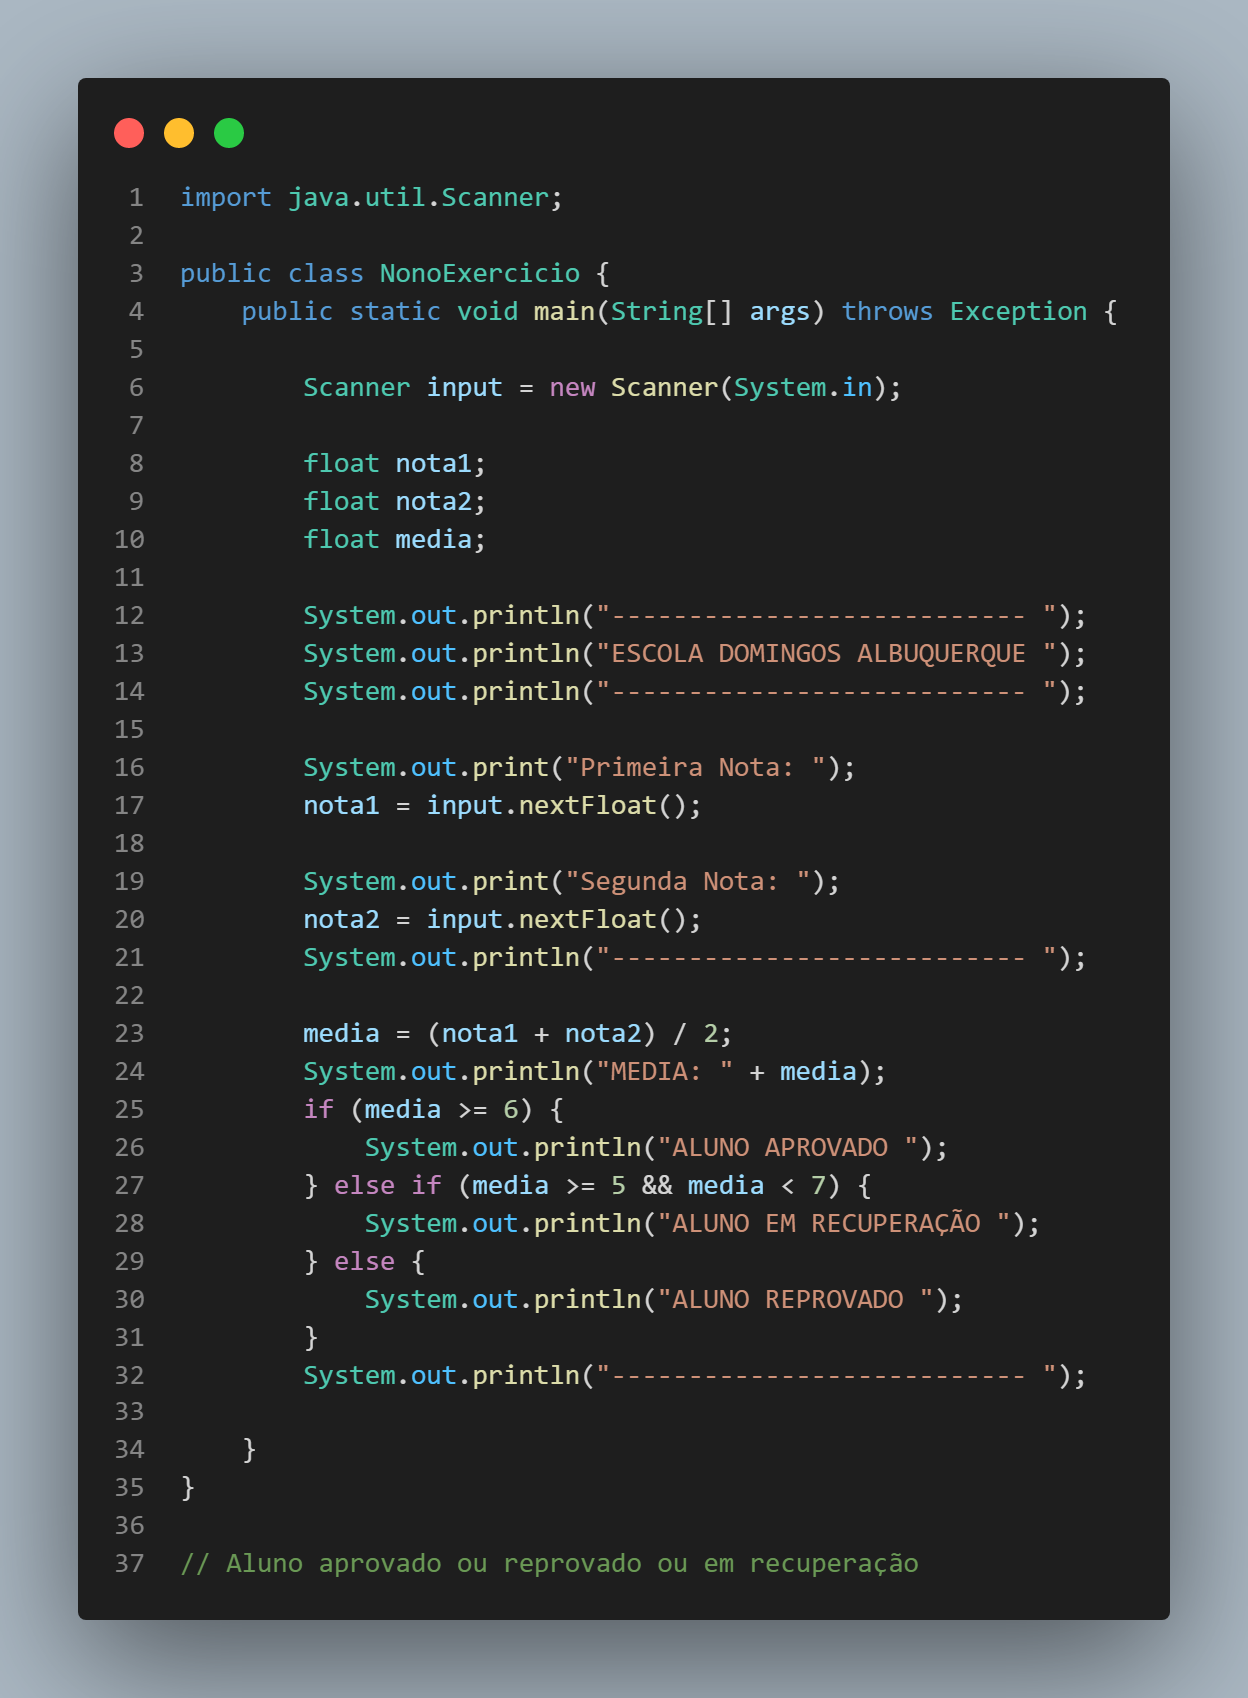 1 import java.util.Scanner;
2
3 public class NonoExercicio {
4     public static void main(String[] args) throws Exception {
5
6         Scanner input = new Scanner(System.in);
7
8         float nota1;
9         float nota2;
10         float media;
11
12         System.out.println("--------------------------- ");
13         System.out.println("ESCOLA DOMINGOS ALBUQUERQUE ");
14         System.out.println("--------------------------- ");
15
16         System.out.print("Primeira Nota: ");
17         nota1 = input.nextFloat();
18
19         System.out.print("Segunda Nota: ");
20         nota2 = input.nextFloat();
21         System.out.println("--------------------------- ");
22
23         media = (nota1 + nota2) / 2;
24         System.out.println("MEDIA: " + media);
25         if (media >= 6) {
26             System.out.println("ALUNO APROVADO ");
27         } else if (media >= 5 && media < 7) {
28             System.out.println("ALUNO EM RECUPERAÇÃO ");
29         } else {
30             System.out.println("ALUNO REPROVADO ");
31         }
32         System.out.println("--------------------------- ");
33
34     }
35 }
36
37 // Aluno aprovado ou reprovado ou em recuperação